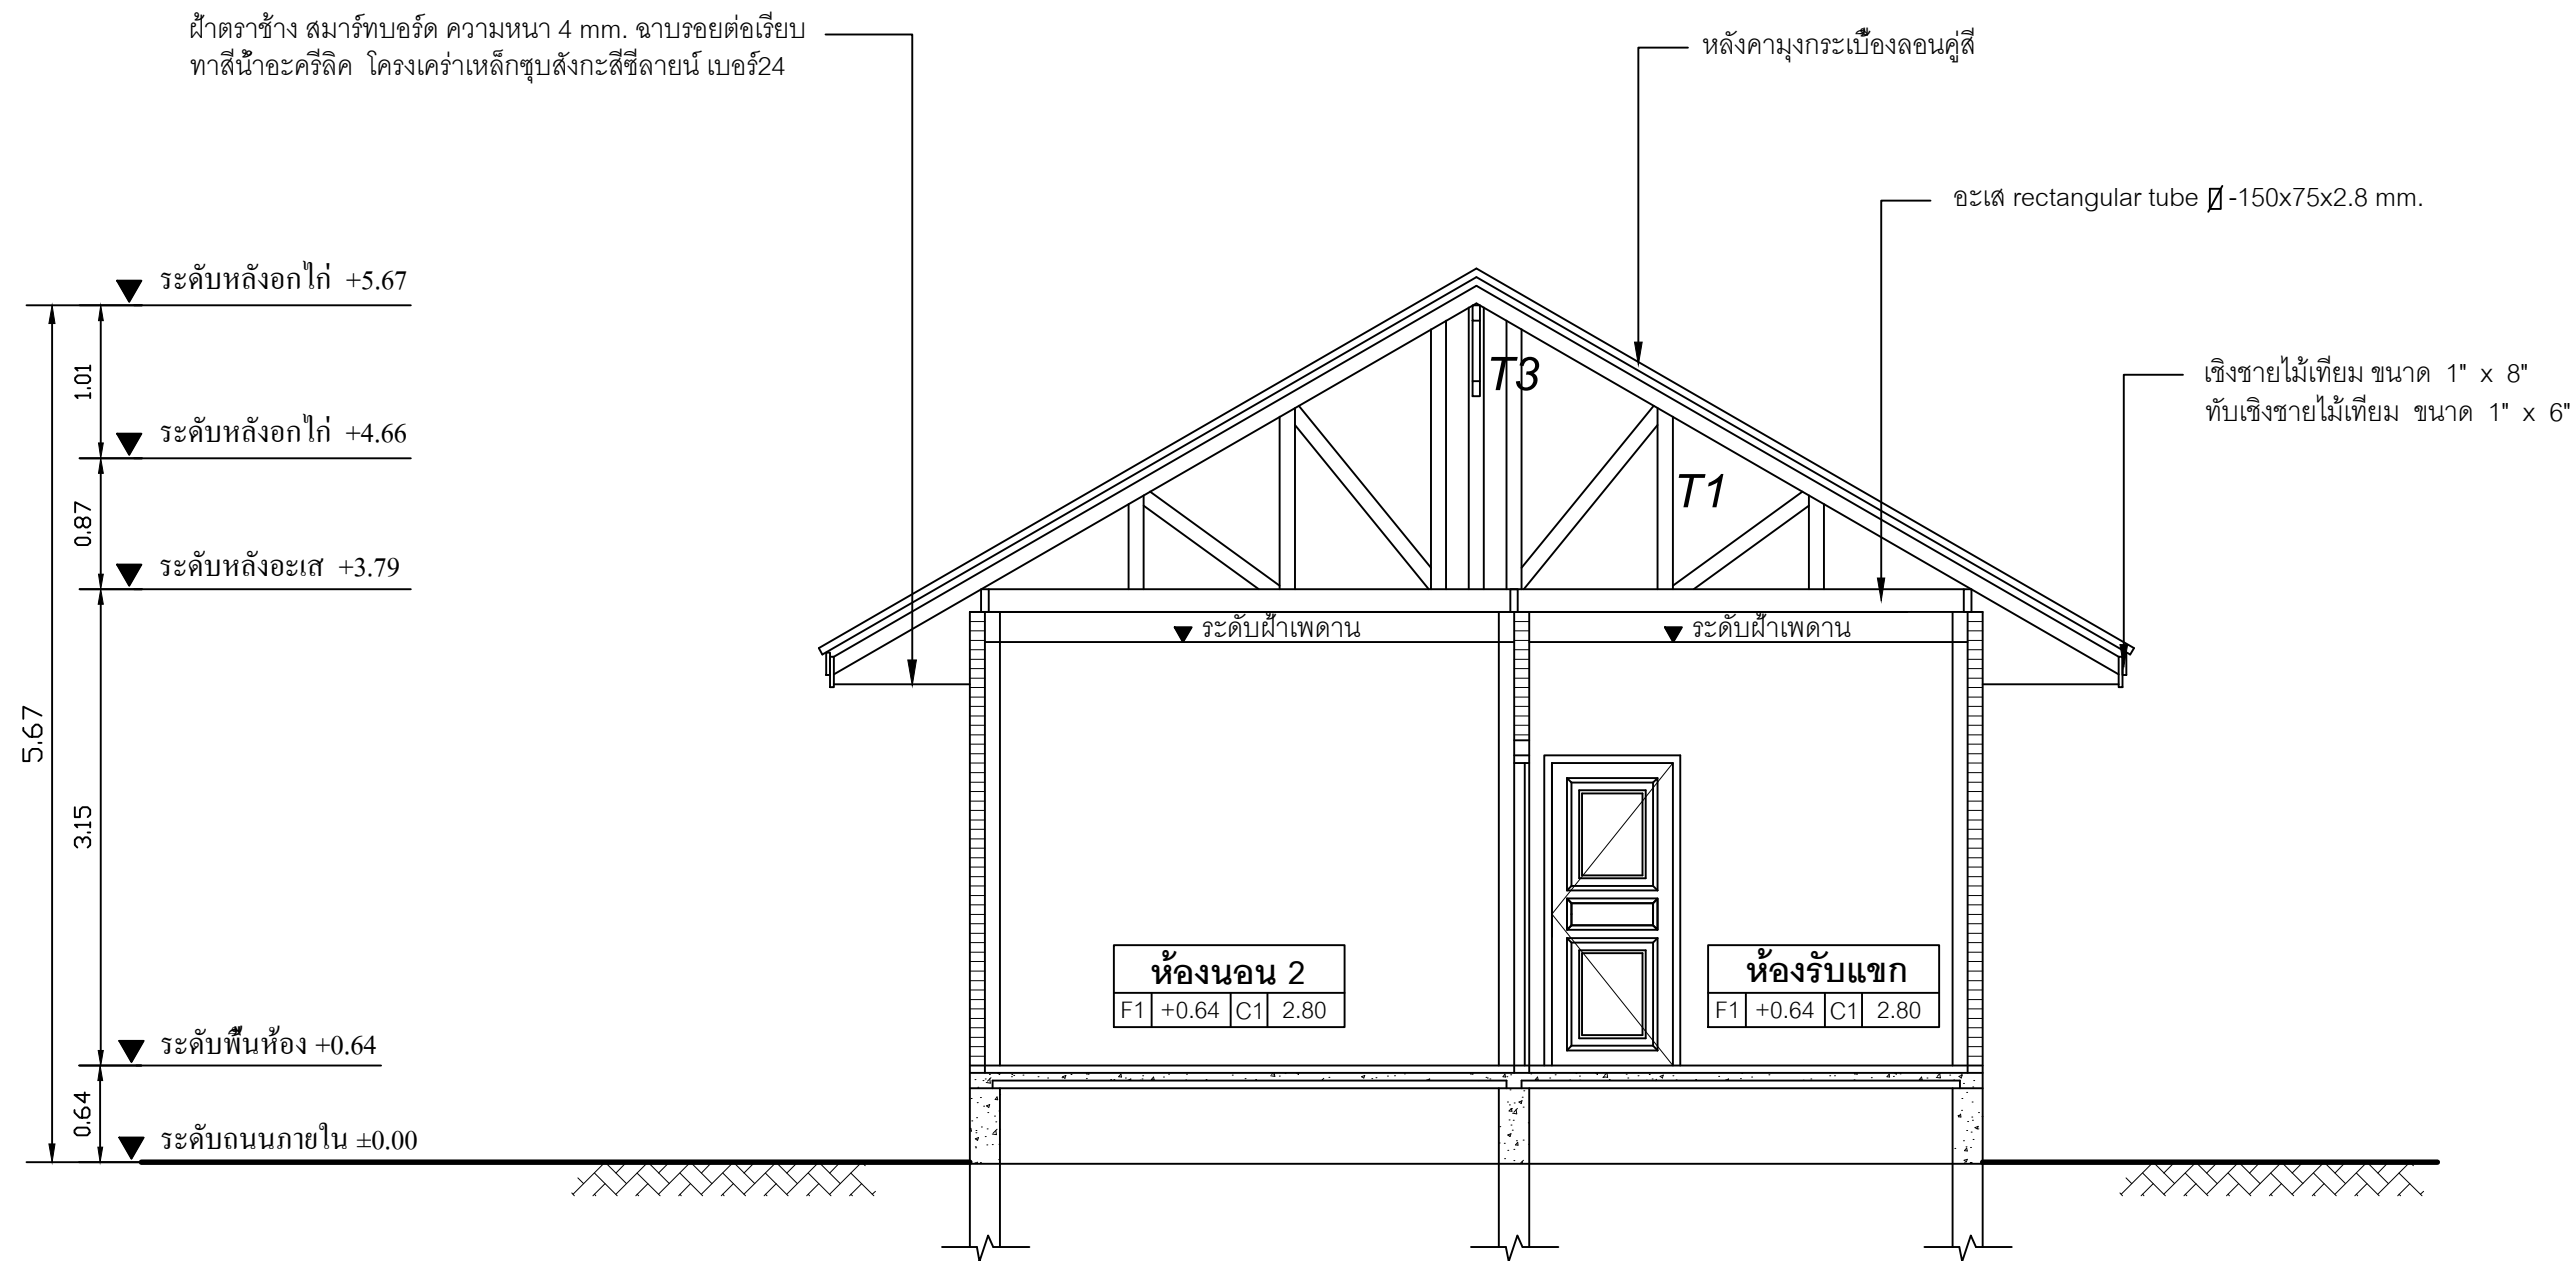 ฝ้าตราช้าง สมาร์ทบอร์ด ความหนา 4 mm. ฉาบรอยต่อเรียบ
ทาสีน้ำอะครีลิค โครงเคร่าเหล็กชุบสังกะสีซีลายน์ เบอร์24
หลังคามุงกระเบื้องลอนคู่สี
อะเส rectangular tube -150x75x2.8 mm.
เชิงชายไม้เทียม ขนาด 1" x 8"
ทับเชิงชายไม้เทียม ขนาด 1" x 6"
ระดับหลังอกไก่ +5.67
1.01
ระดับหลังอกไก่ +4.66
0.87
ระดับหลังอะเส +3.79
5.67
3.15
ระดับพื้นห้อง +0.64
0.64
ระดับถนนภายใน ±0.00
T3
T1
ระดับฝ้าเพดาน
ระดับฝ้าเพดาน
ห้องนอน 2
F1 +0.64 C1 2.80
ห้องรับแขก
F1 +0.64 C1 2.80